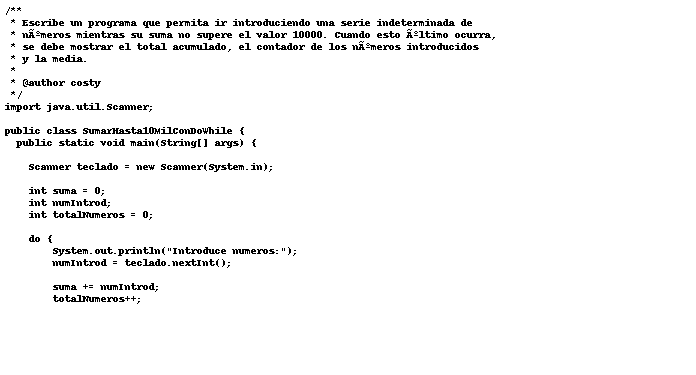 /**
 * Escribe un programa que permita ir introduciendo una serie indeterminada de
 * nÃºmeros mientras su suma no supere el valor 10000. Cuando esto Ãºltimo ocurra,
 * se debe mostrar el total acumulado, el contador de los nÃºmeros introducidos
 * y la media.
 *
 * @author costy
 */
import java.util.Scanner;

public class SumarHasta10MilConDoWhile {
  public static void main(String[] args) {

    Scanner teclado = new Scanner(System.in);

    int suma = 0;
    int numIntrod;
    int totalNumeros = 0;

    do {
        System.out.println("Introduce numeros:");
        numIntrod = teclado.nextInt();

        suma += numIntrod;
        totalNumeros++;